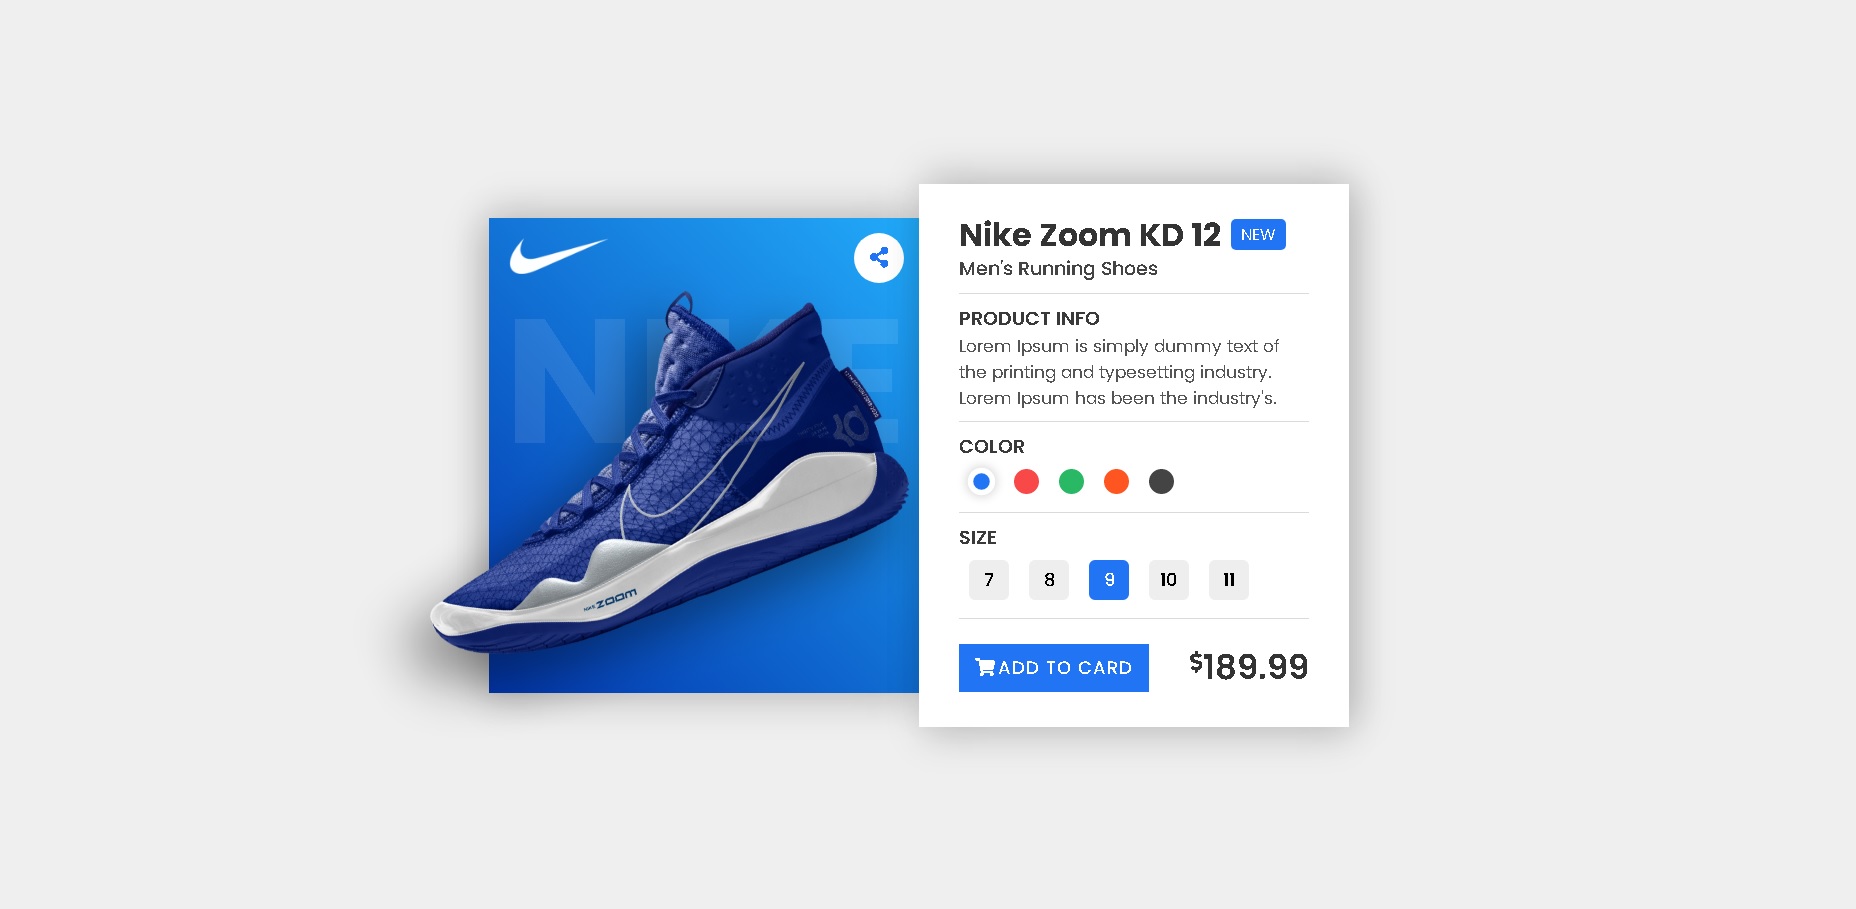 NIKE
NIKE ZOOM
Nike Zoom KD 12 NEW
Men's Running Shoes
PRODUCT INFO
Lorem Ipsum is simply dummy text of
the printing and typesetting industry.
Lorem Ipsum has been the industry's.
COLOR
SIZE
7 8 9 10 11
ADD TO CARD $189.99